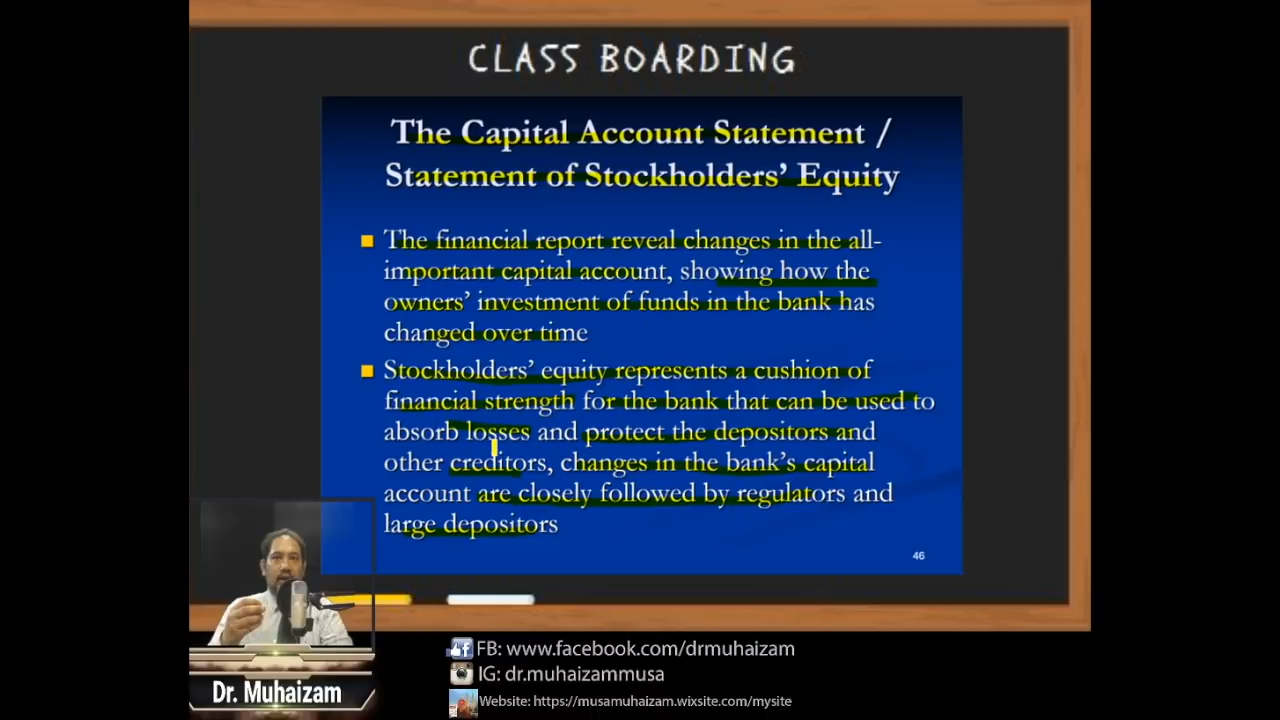 CLASS BOARDING
The Capital Account Statement /
Statement of Stockholders’ Equity
The financial report reveal changes in the all-
important capital account, showing how the
owners’ investment of funds in the bank has
changed over time
Stockholders’ equity represents a cushion of
financial strength for the bank that can be used to
absorb losses and protect the depositors and
other creditors, changes in the bank’s capital
account are closely followed by regulators and
large depositors
46
Dr. Muhaizam
FB: www.facebook.com/drmuhaizam
IG: dr.muhaizammusa
Website: https://musamuhaizam.wixsite.com/mysite